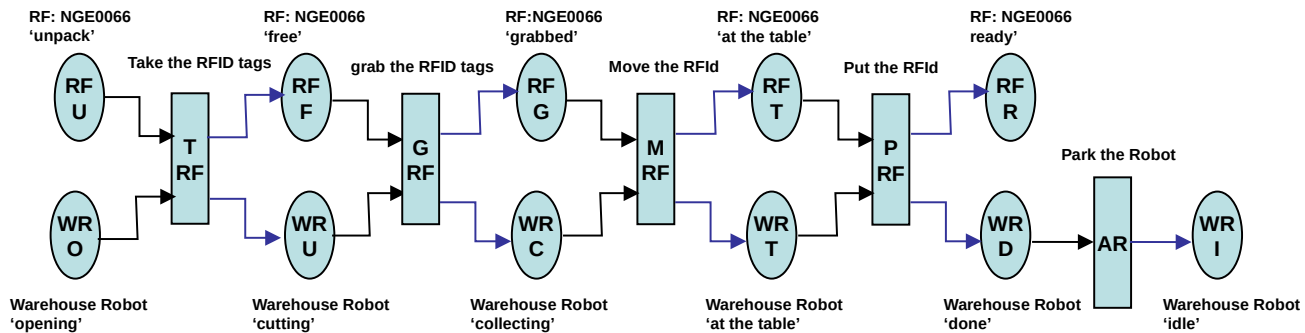 RF: NGE0066
‘unpack’
RF: NGE0066
‘free’
RF:NGE0066
‘grabbed’
RF: NGE0066
‘at the table’
RF: NGE0066
ready’
Take the RFID tags
grab the RFID tags
Move the RFId
Put the RFId
RF
U
RF
F
RF
G
RF
T
RF
R
T
RF
G
RF
M
RF
P
RF
Park the Robot
WR
O
WR
U
WR
C
WR
T
WR
D
AR
WR
I
Warehouse Robot
‘opening’
Warehouse Robot
‘cutting’
Warehouse Robot
‘collecting’
Warehouse Robot
‘at the table’
Warehouse Robot
‘done’
Warehouse Robot
‘idle’